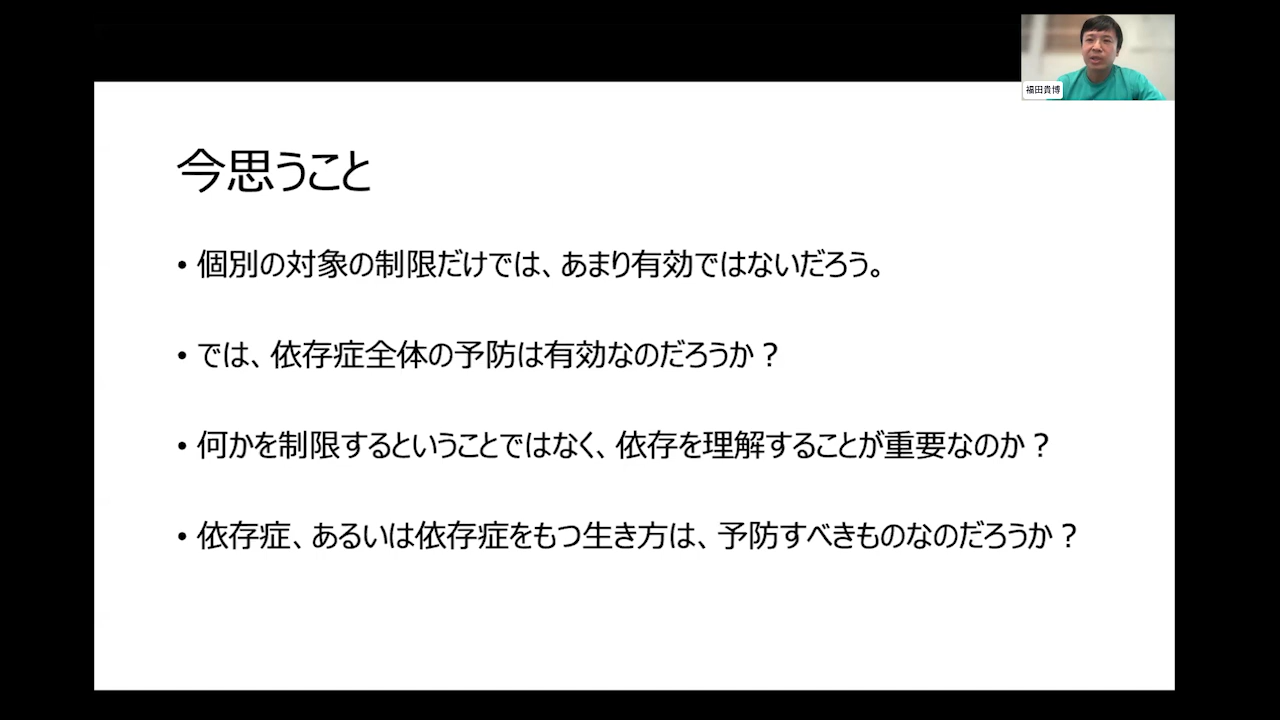 福田貴博
今思うこと
• 個別の対象の制限だけでは、あまり有効ではないだろう。
• では、依存症全体の予防は有効なのだろうか？
• 何かを制限するということではなく、依存を理解することが重要なのか？
• 依存症、あるいは依存症をもつ生き方は、予防すべきものなのだろうか？